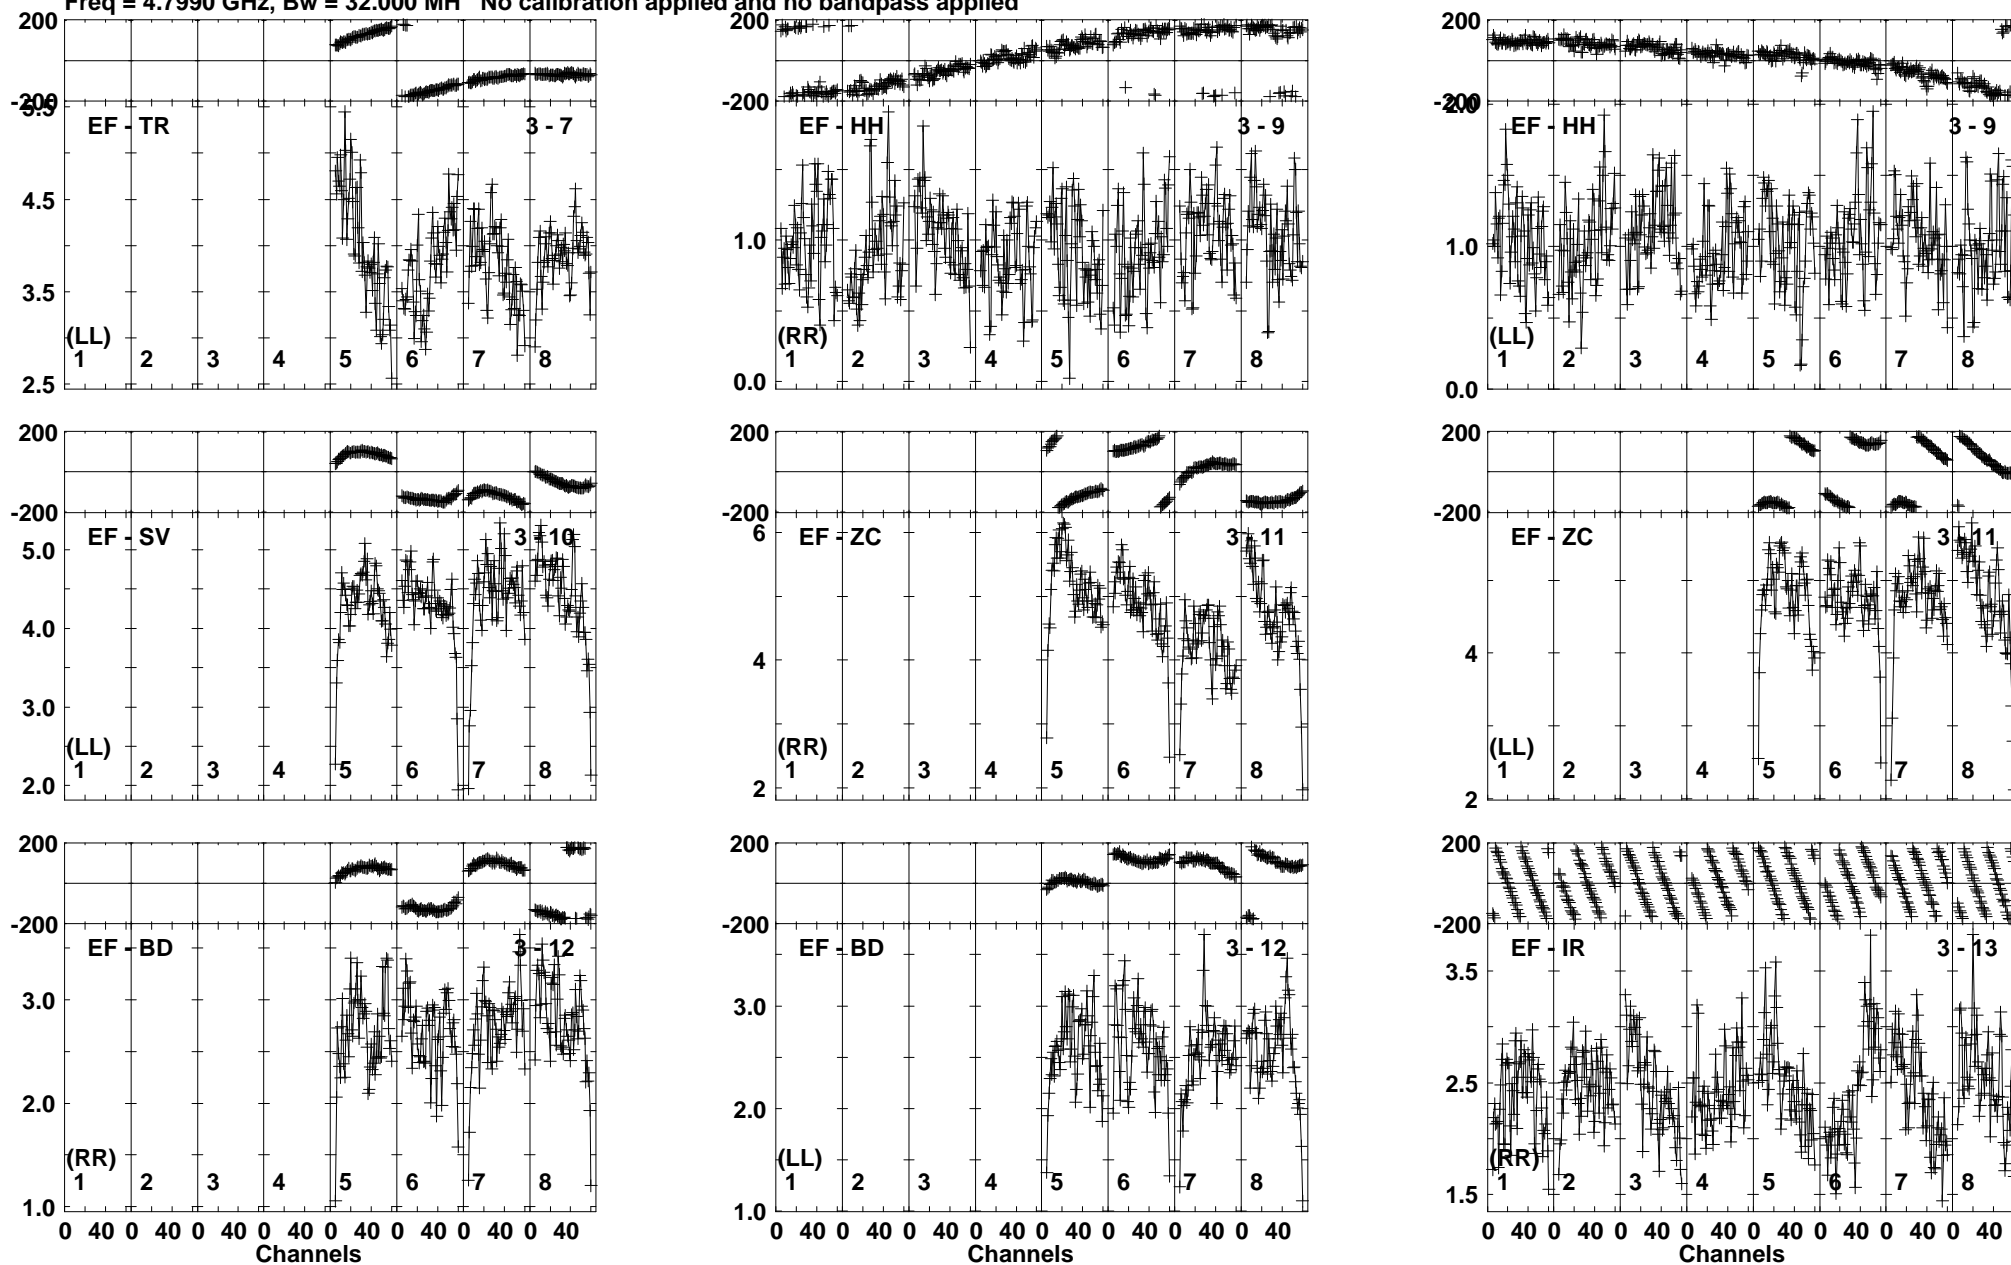 Freq = 4.7990 GHz, Bw = 32.000 MH No calibration applied and no bandpass applied
200 200 200
-200 -200 -200
5.5 2.0
EF - TR 3 - 7 EF - HH 3 - 9 EF - HH 3 - 9
4.5
1.0 1.0
3.5
(LL) (RR) (LL)
1 2 3 4 5 6 7 8 1 2 3 4 5 6 7 8 1 2 3 4 5 6 7 8
2.5 0.0 0.0
200 200 200
-200 -200 -200
EF - SV 3 - 10 EF - ZC 3 - 11 EF - ZC 3 - 11
5.0 6
4.0
4 4
3.0
(LL) (RR) (LL)
1 2 3 4 5 6 7 8 1 2 3 4 5 6 7 8 1 2 3 4 5 6 7 8
2.0 2 2
200 200 200
-200 -200 -200
EF - BD 3 - 12 EF - BD 3 - 12 EF - IR 3 - 13
3.0 3.0 3.5
2.0 2.0 2.5
(RR) (LL) (RR)
1 2 3 4 5 6 7 8 1 2 3 4 5 6 7 8 1 2 3 4 5 6 7 8
1.0 1.0 1.5
0 40 0 40 0 40 0 40 0 40 0 40 0 40 0 40 0 40 0 40 0 40 0 40 0 40 0 40 0 40 0 40 0 40 0 40 0 40 0 40 0 40 0 40 0 40 0 40
Channels Channels Channels